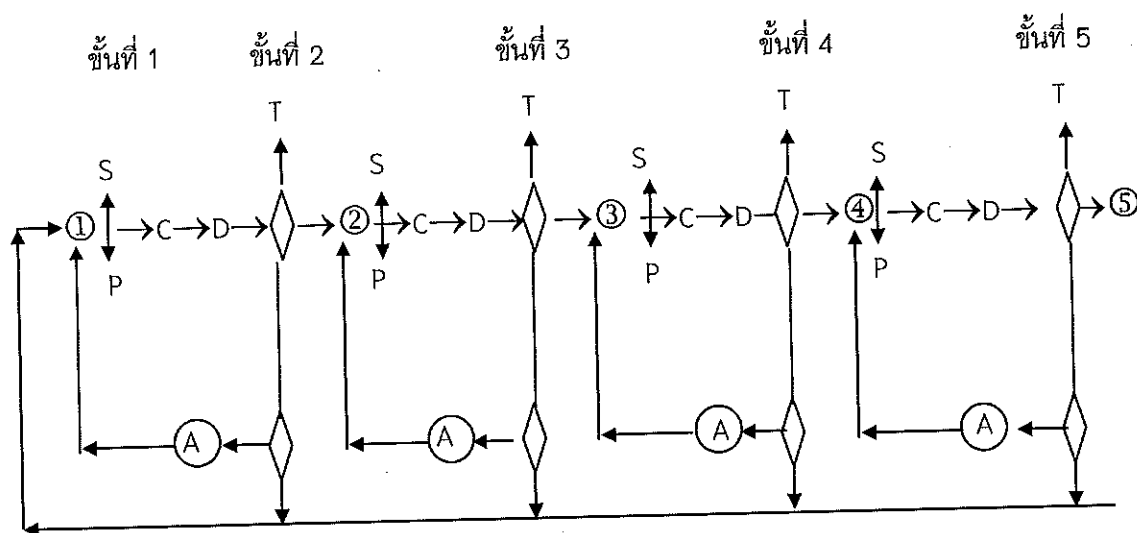 ขั้นที่ 1 ขั้นที่ 2 ขั้นที่ 3 ขั้นที่ 4 ขั้นที่ 5
T T T T
S S S S
① C D ② C D ③ C D ④ C D ⑤
P P P P
A A A A